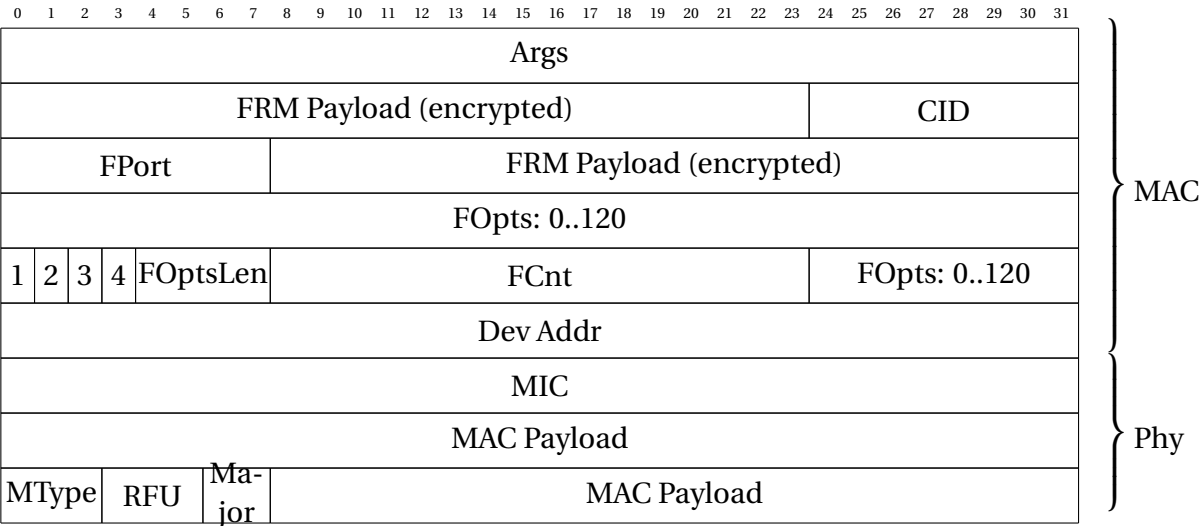 0 1 2 3 4 5 6 7 8 9 10 11 12 13 14 15 16 17 18 19 20 21 22 23 24 25 26 27 28 29 30 31
Args
FRM Payload (encrypted) CID
FPort FRM Payload (encrypted)
MAC
FOpts: 0..120
1 2 3 4 FOptsLen FCnt FOpts: 0..120
Dev Addr
MIC
MAC Payload
Phy
MType RFU Ma-
jor MAC Payload